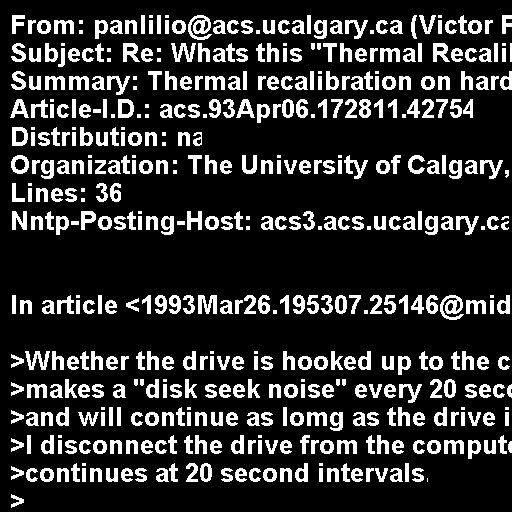 From: panlilio@acs.ucalgary.ca (Victor
Subject: Re: Whats this "Thermal
Summary: Thermal recalibration on hard
Article-I.D.: acs.93Apr06.172811.42754
Distribution: na
Organization: The University of Calgary,
Lines: 36
Nntp-Posting-Host: acs3.acs.ucalgary.ca
In article <1993Mar26.195307.25146@mid
>Whether the drive is hooked up to the
>makes a "disk seek noise" every 20
>and will continue as lomg as the drive
>I disconnect the drive from the
>continues at 20 second intervals.
>